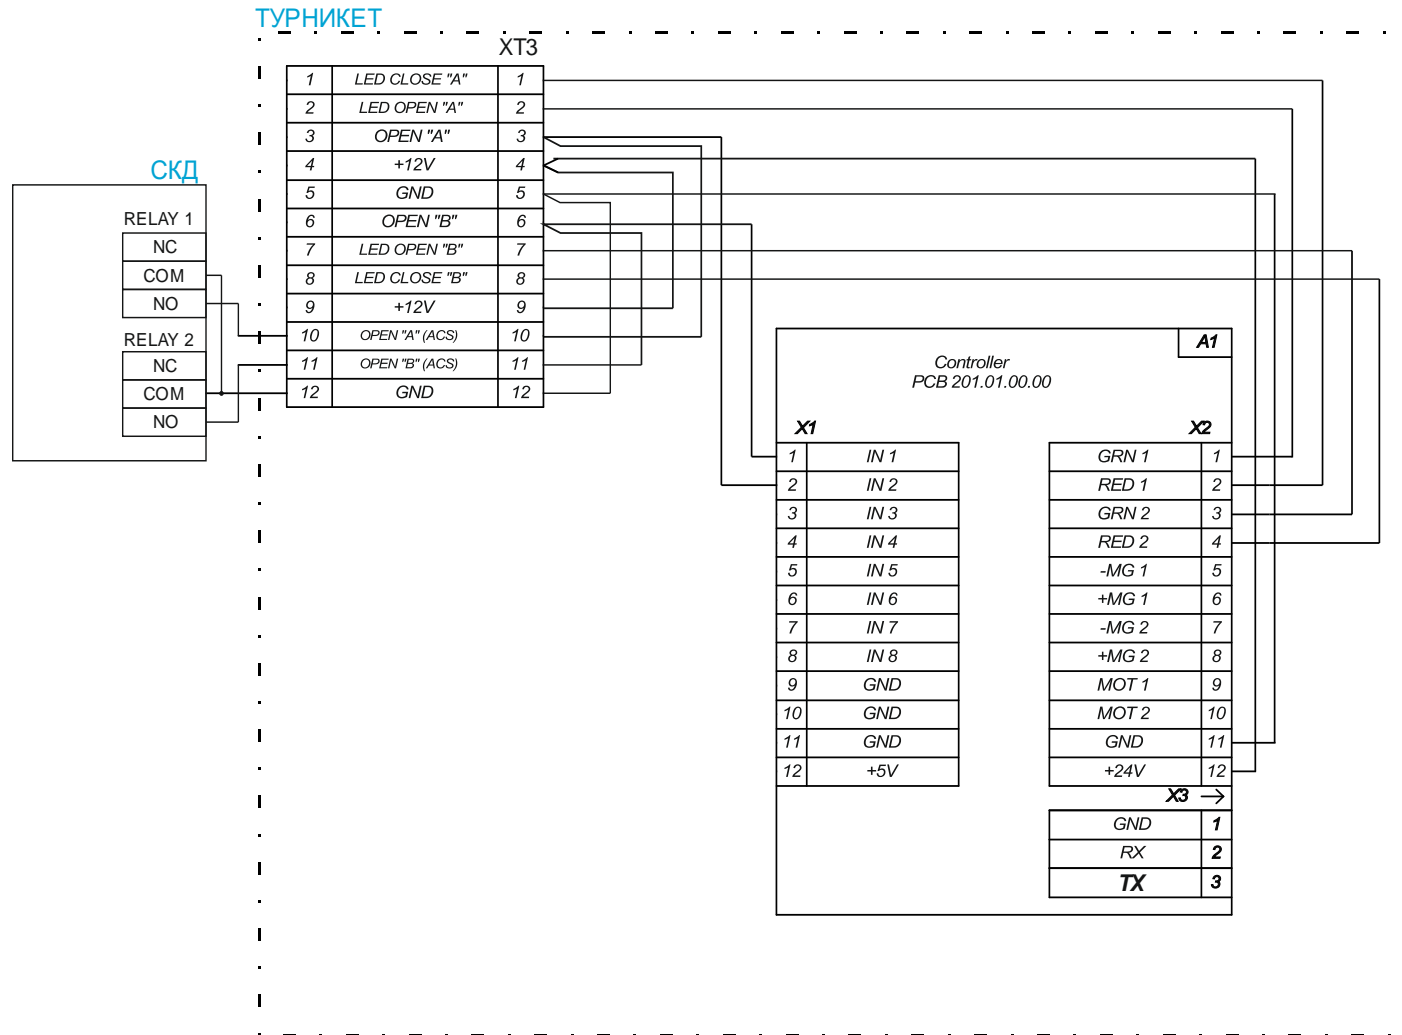 ТУРНИКЕТ
XT3
1 LED CLOSE "A" 1
2 LED OPEN "A" 2
3 OPEN "A" 3
4 +12V 4
5 GND 5
6 OPEN "B" 6
7 LED OPEN "B" 7
8 LED CLOSE "B" 8
9 +12V 9
10 OPEN "A" (ACS) 10
11 OPEN "B" (ACS) 11
12 GND 12
СКД
RELAY 1
NC
COM
NO
RELAY 2
NC
COM
NO
A1
Controller
PCB 201.01.00.00
X1
1 IN 1
2 IN 2
3 IN 3
4 IN 4
5 IN 5
6 IN 6
7 IN 7
8 IN 8
9 GND
10 GND
11 GND
12 +5V
X2
GRN 1 1
RED 1 2
GRN 2 3
RED 2 4
-MG 1 5
+MG 1 6
-MG 2 7
+MG 2 8
MOT 1 9
MOT 2 10
GND 11
+24V 12
X3 →
GND 1
RX 2
TX 3